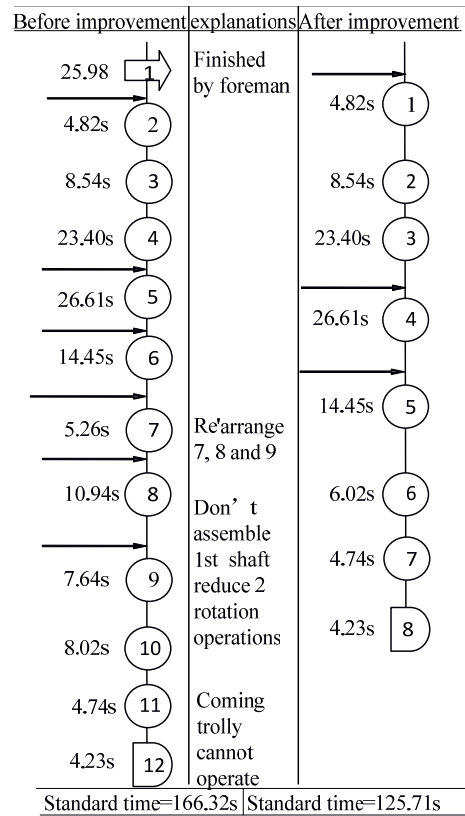 Before improvement explanations After improvement
25.98 1 Finished
by foreman
4.82s 2 4.82s 1
8.54s 3 8.54s 2
23.40s 4 23.40s 3
26.61s 5 26.61s 4
14.45s 6 14.45s 5
5.26s 7 Re'arrange
7, 8 and 9
10.94s 8 6.02s 6
Don't
assemble
1st shaft
reduce 2
rotation
operations
7.64s 9 4.74s 7
8.02s 10 4.23s 8
4.74s 11 Coming
trolly
cannot
operate
4.23s 12
Standard time=166.32s Standard time=125.71s